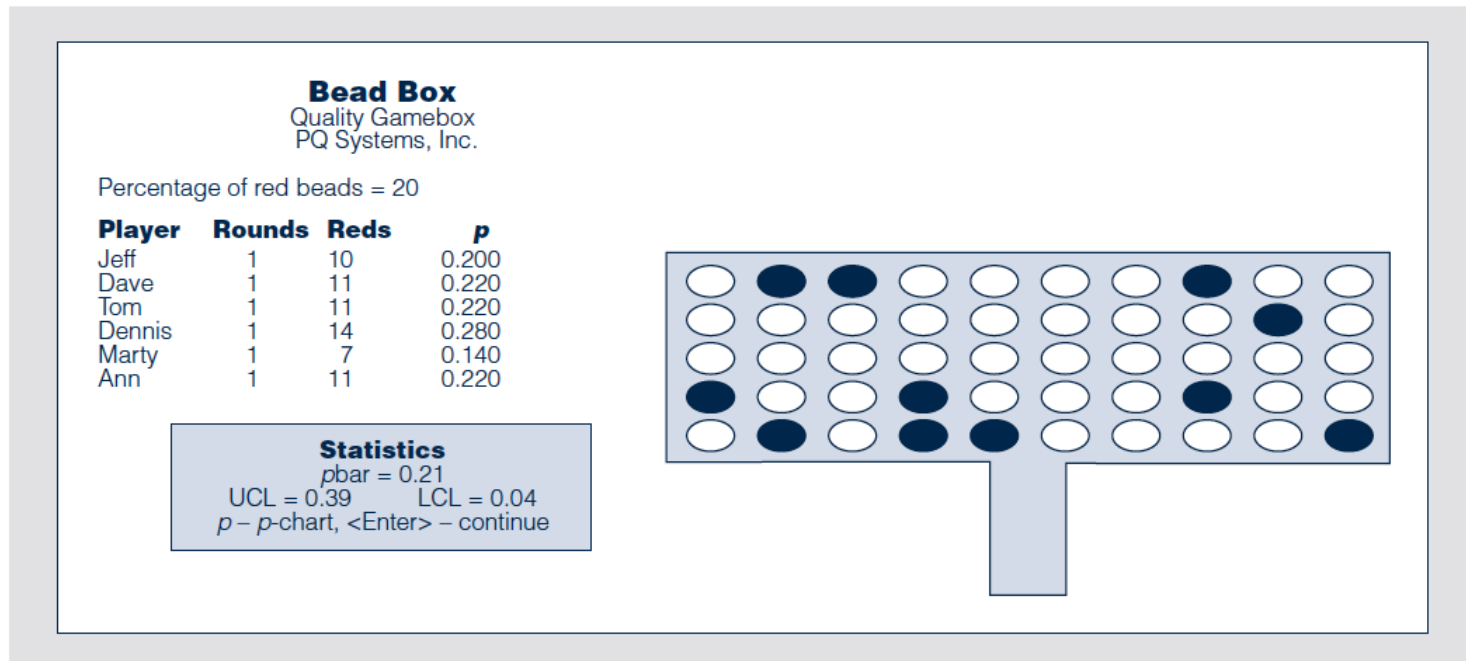 Bead Box
Quality Gamebox
PQ Systems, Inc.
Percentage of red beads = 20
Player Rounds Reds p
Jeff 1 10 0.200
Dave 1 11 0.220
Tom 1 11 0.220
Dennis 1 14 0.280
Marty 1 7 0.140
Ann 1 11 0.220
Statistics
pbar = 0.21
UCL = 0.39 LCL = 0.04
p – p-chart, <Enter> – continue